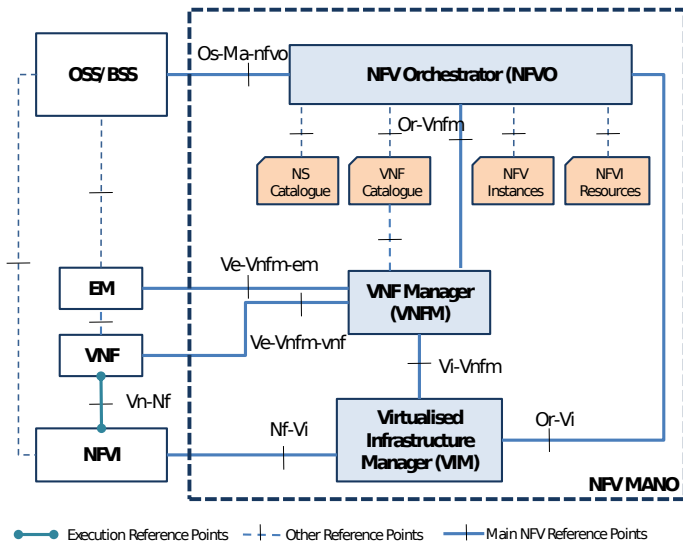 Os-Ma-nfvo
OSS/BSS
NFV Orchestrator (NFVO
Or-Vnfm
NS
Catalogue
VNF
Catalogue
NFV
Instances
NFVI
Resources
Ve-Vnfm-em
EM
VNF Manager
(VNFM)
VNF
Ve-Vnfm-vnf
Vi-Vnfm
Vn-Nf
Virtualised
Infrastructure
Manager (VIM)
Nf-Vi
Or-Vi
NFVI
NFV MANO
Execution Reference Points
Other Reference Points
Main NFV Reference Points